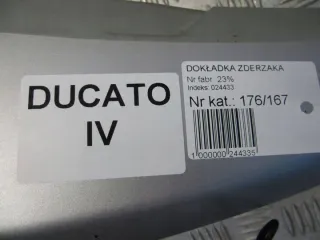 DUCATO
IV
DOKŁADKA ZDERZAKA
Nr fabr 23%
Indeks: 024433
Nr kat.: 176/167
1 000000 244335